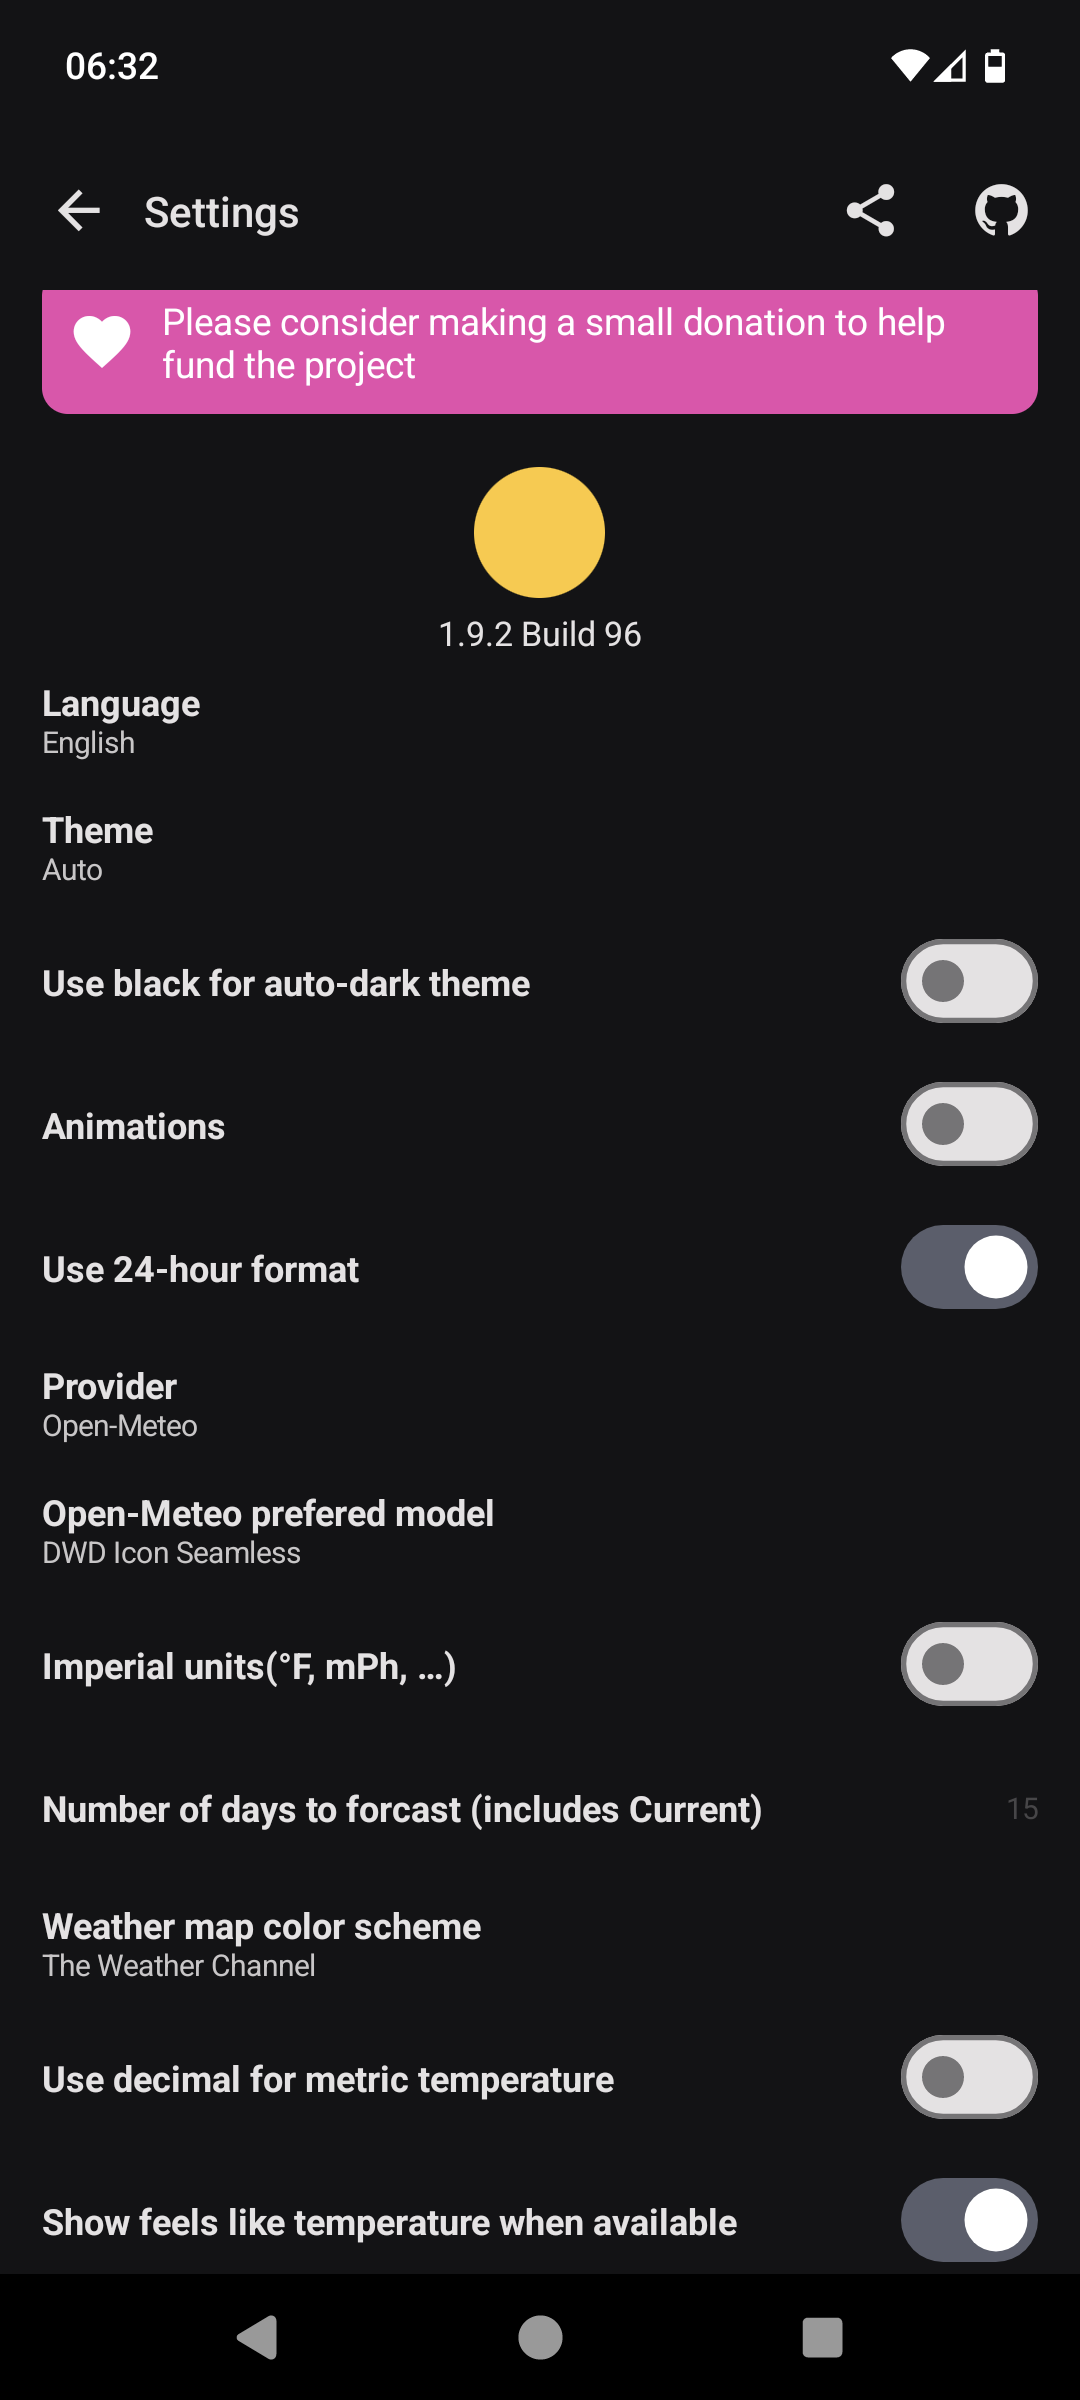 06:32
Settings
Please consider making a small donation to help
fund the project
1.9.2 Build 96
Language
English
Theme
Auto
Use black for auto-dark theme
Animations
Use 24-hour format
Provider
Open-Meteo
Open-Meteo prefered model
DWD Icon Seamless
Imperial units(°F, mPh, ...)
Number of days to forcast (includes Current)
15
Weather map color scheme
The Weather Channel
Use decimal for metric temperature
Show feels like temperature when available